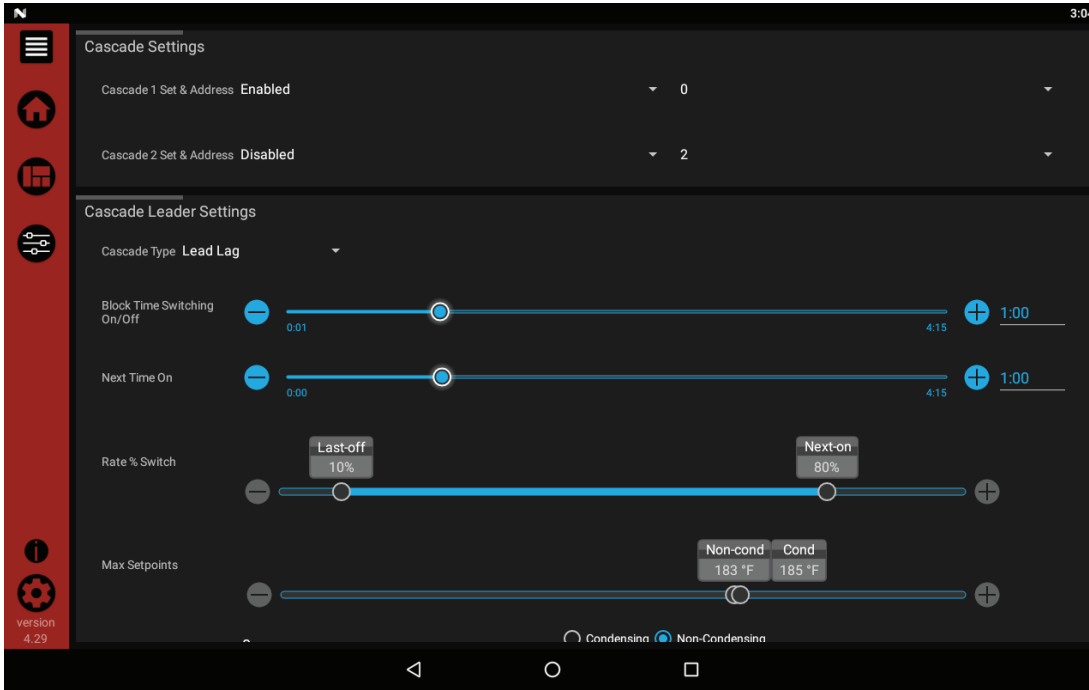 3:04
Cascade Settings
Cascade 1 Set & Address Enabled 0
Cascade 2 Set & Address Disabled 2
Cascade Leader Settings
Cascade Type Lead Lag
Block Time Switching
On/Off
0:01 4:15 1:00
Next Time On
0:00 4:15 1:00
Last-off Next-on
Rate % Switch 10% 80%
Non-cond Cond
Max Setpoints 183 °F 185 °F
Condensing Non-Condensing
version
4.29